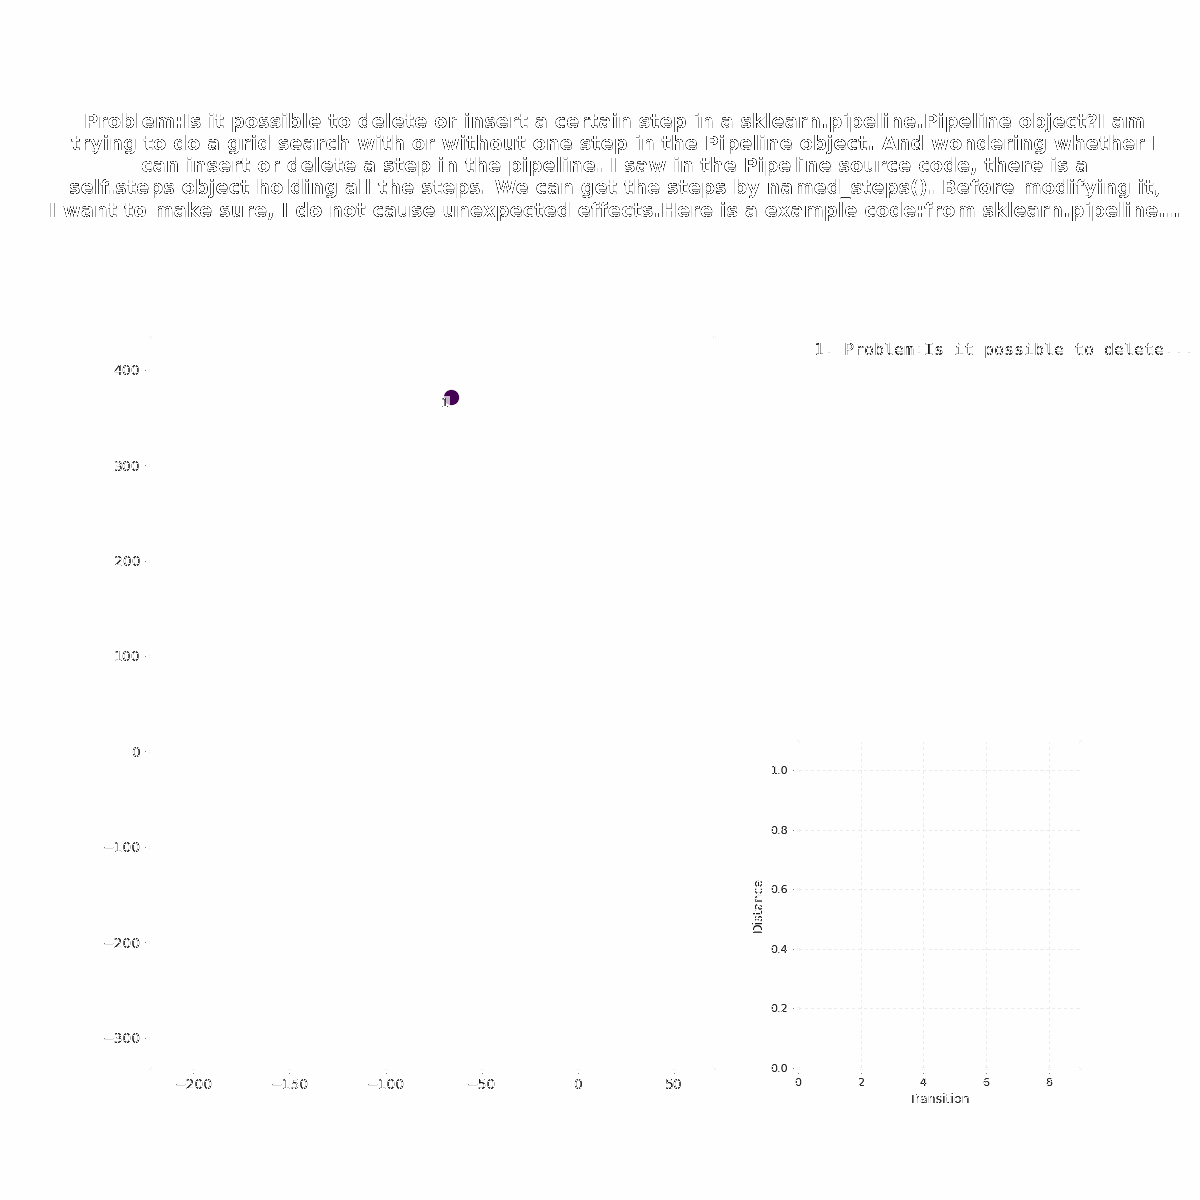 Problem:Is it possible to delete or insert a certain step in a sklearn.pipeline.Pipeline object?I am
trying to do a grid search with or without one step in the Pipeline object. And wondering whether I
can insert or delete a step in the pipeline. I saw in the Pipeline source code, there is a
self.steps object holding all the steps. We can get the steps by named_steps(). Before modifying it,
I want to make sure, I do not cause unexpected effects.Here is a example code:from sklearn.pipeline...
1. Problem:Is it possible to delete...
400
1
300
200
100
0
−100
−200
−300
−200 −150 −100 −50 0 50
1.0
0.8
0.6
0.4
0.2
0.0
Distance
0 2 4 6 8
Transition